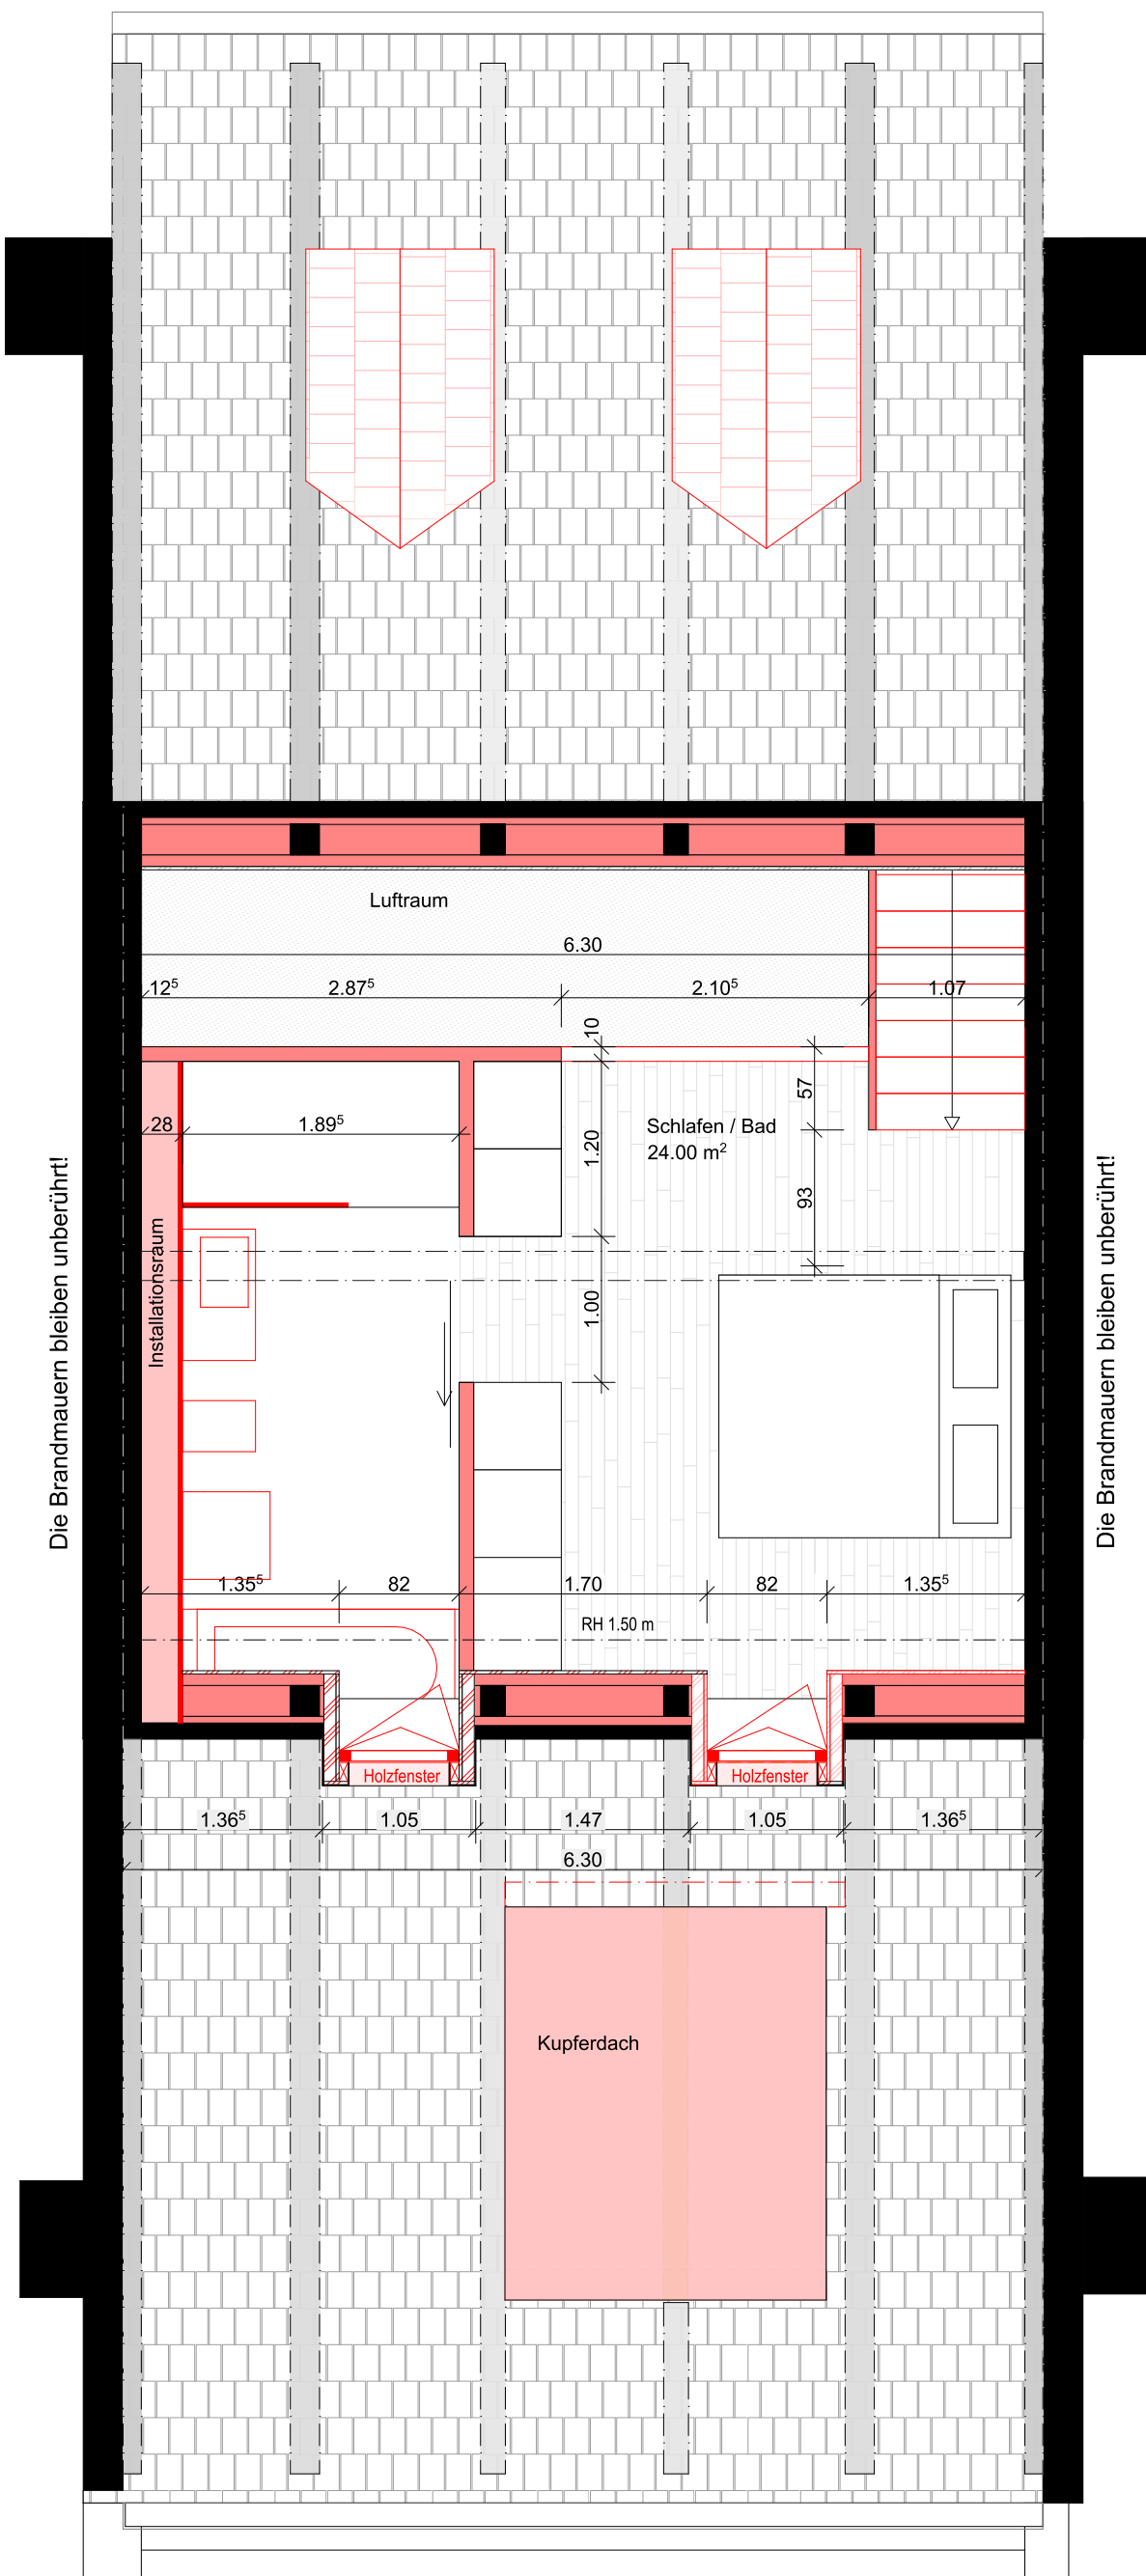 Luftraum
6.30
12⁵
2.87⁵
2.10⁵
1.07
10
57
28
1.89⁵
1.20
Schlafen / Bad
24.00 m²
93
Die Brandmauern bleiben unberührt!
Installationsraum
1.00
Die Brandmauern bleiben unberührt!
1.35⁵
82
1.70
82
1.35⁵
RH 1.50 m
Holzfenster
Holzfenster
1.36⁵
1.05
1.47
1.05
1.36⁵
6.30
Kupferdach